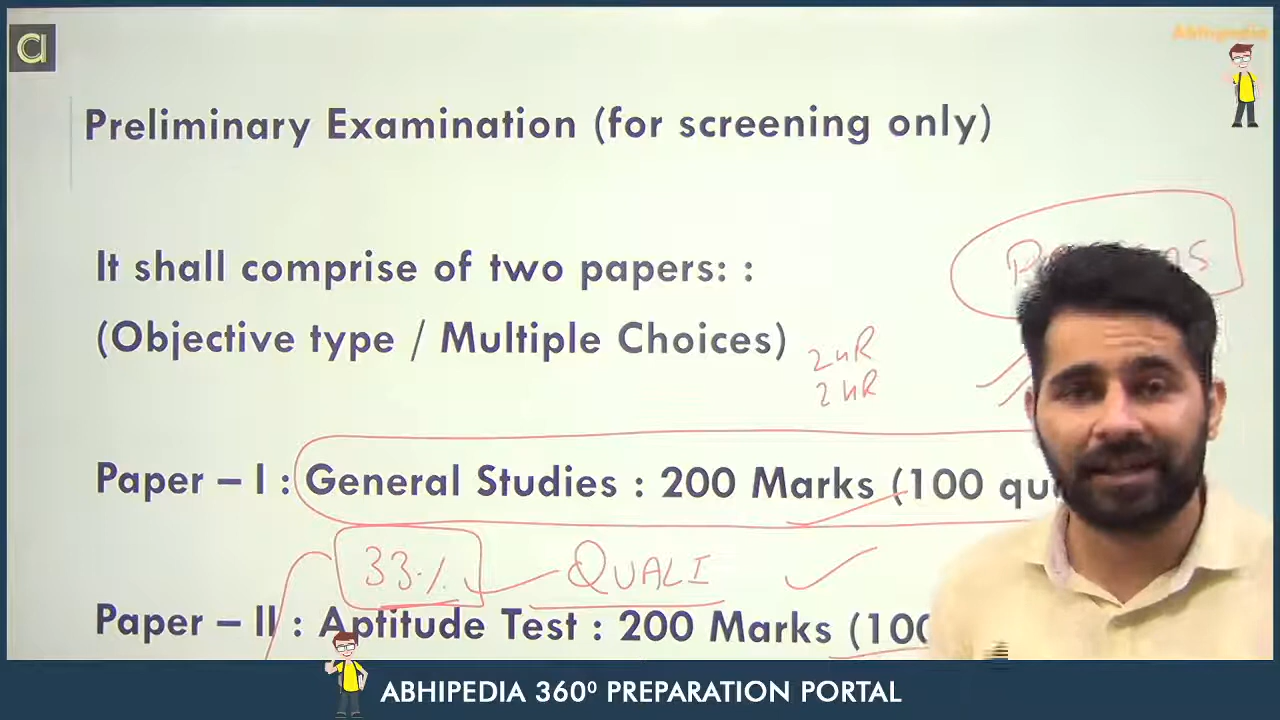 Abhipedia
Preliminary Examination (for screening only)
It shall comprise of two papers: :
(Objective type / Multiple Choices)
2 HR
2 HR
Paper – I : General Studies : 200 Marks (100 qu
33% QUALI
Paper – II : Aptitude Test : 200 Marks (100
ABHIPEDIA 360⁰ PREPARATION PORTAL